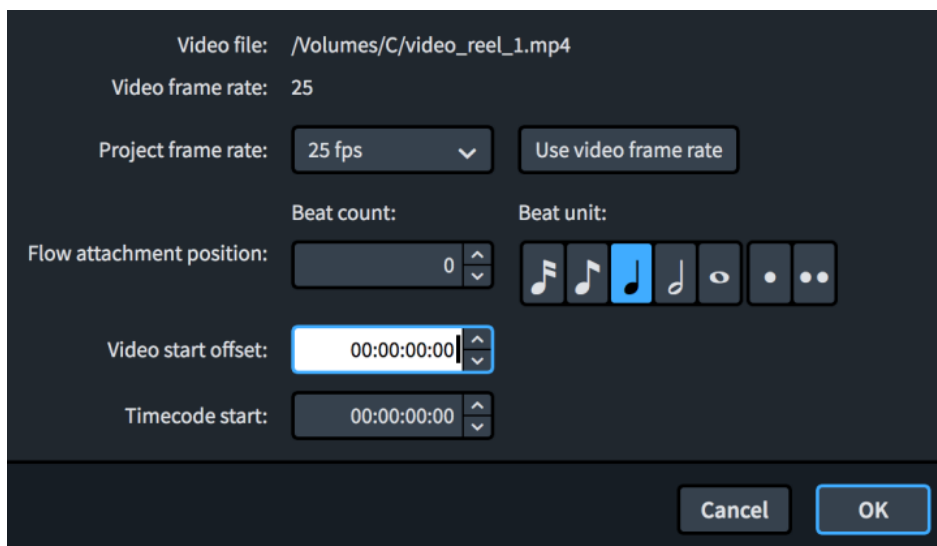 Video file: /Volumes/C/video_reel_1.mp4
Video frame rate: 25
Project frame rate: 25 fps Use video frame rate
Beat count: Beat unit:
Flow attachment position: 0
Video start offset: 00:00:00:00
Timecode start: 00:00:00:00
Cancel OK